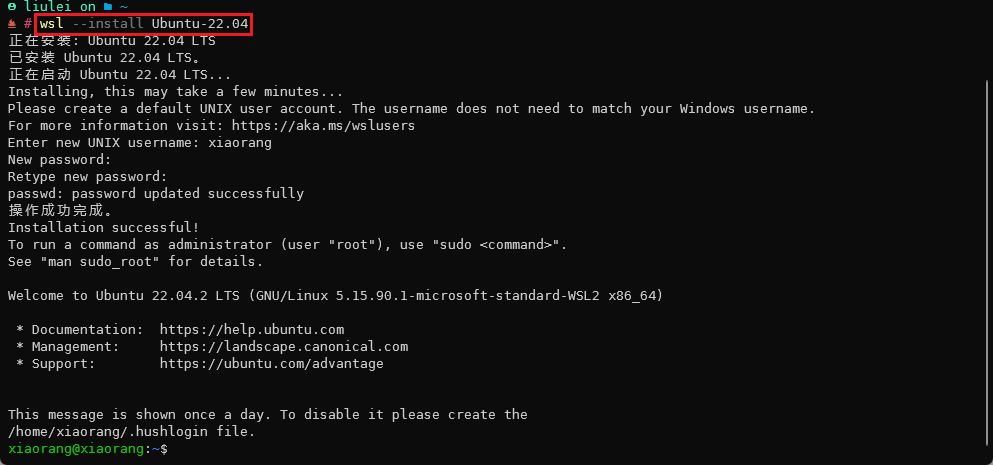 liulei on ~
# wsl --install Ubuntu-22.04
正在安装: Ubuntu 22.04 LTS
已安装 Ubuntu 22.04 LTS。
正在启动 Ubuntu 22.04 LTS...
Installing, this may take a few minutes...
Please create a default UNIX user account. The username does not need to match your Windows username.
For more information visit: https://aka.ms/wslusers
Enter new UNIX username: xiaorang
New password:
Retype new password:
passwd: password updated successfully
操作成功完成。
Installation successful!
To run a command as administrator (user "root"), use "sudo <command>".
See "man sudo_root" for details.
Welcome to Ubuntu 22.04.2 LTS (GNU/Linux 5.15.90.1-microsoft-standard-WSL2 x86_64)
* Documentation:  https://help.ubuntu.com
* Management:     https://landscape.canonical.com
* Support:        https://ubuntu.com/advantage
This message is shown once a day. To disable it please create the
/home/xiaorang/.hushlogin file.
xiaorang@xiaorang:~$